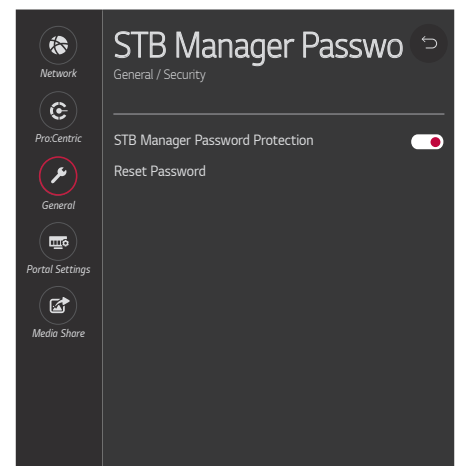 STB Manager Passwo
General / Security
Network
Pro:Centric
General
Portal Settings
Media Share
STB Manager Password Protection
Reset Password